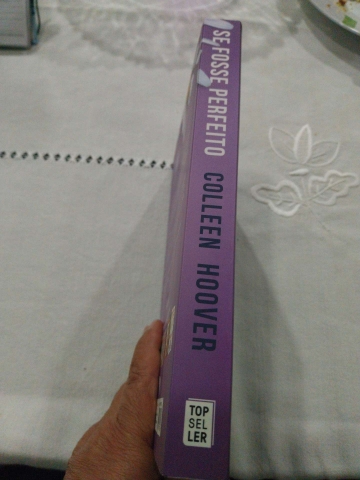 SE FOSSE PERFEITO
COLLEEN HOOVER
TOP
SEL
LER